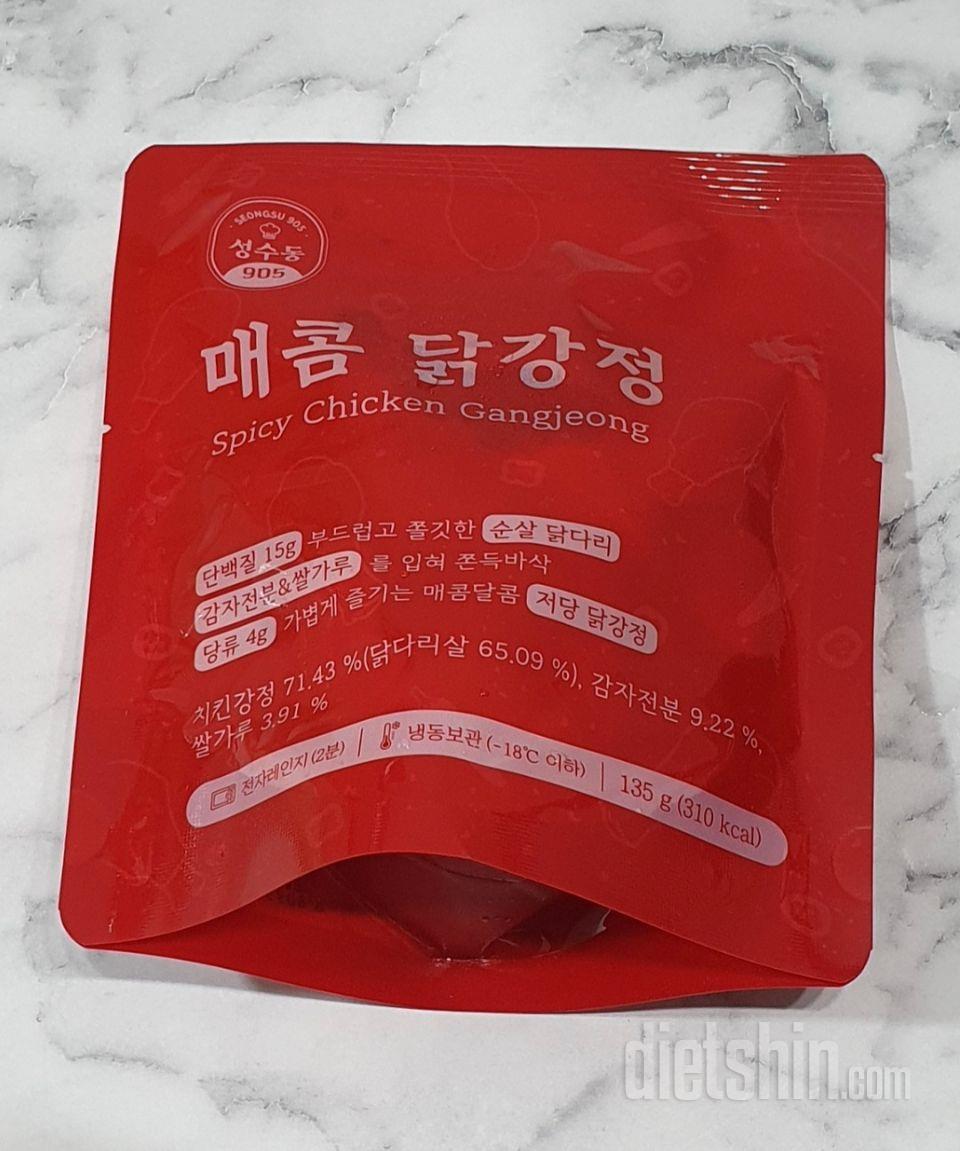 · SEONGSU 905 ·
성수동
905
매콤 닭강정
Spicy Chicken Gangjeong
단백질 15g 부드럽고 쫄깃한 순살 닭다리
감자전분&쌀가루 를 입혀 쫀득바삭
당류 4g 가볍게 즐기는 매콤달콤 저당 닭강정
치킨강정 71.43 %(닭다리살 65.09 %), 감자전분 9.22 %,
쌀가루 3.91 %
전자레인지 (2분) | 냉동보관 (-18℃ 이하) | 135 g (310 kcal)
dietshin.com